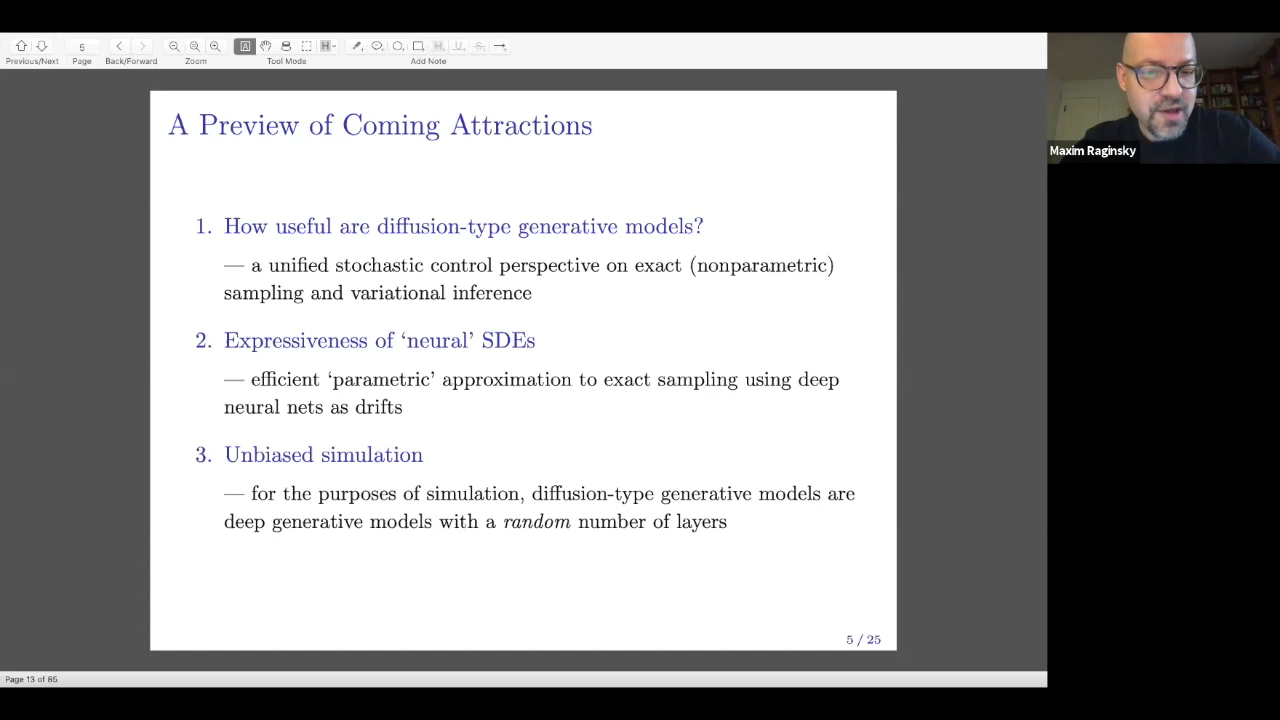 5
Previous/Next
Page
Back/Forward
Zoom
A
H
H
U
S
Tool Mode
Add Note
A Preview of Coming Attractions
1. How useful are diffusion-type generative models?
— a unified stochastic control perspective on exact (nonparametric)
sampling and variational inference
2. Expressiveness of ‘neural’ SDEs
— efficient ‘parametric’ approximation to exact sampling using deep
neural nets as drifts
3. Unbiased simulation
— for the purposes of simulation, diffusion-type generative models are
deep generative models with a random number of layers
5 / 25
Page 13 of 85
Maxim Raginsky